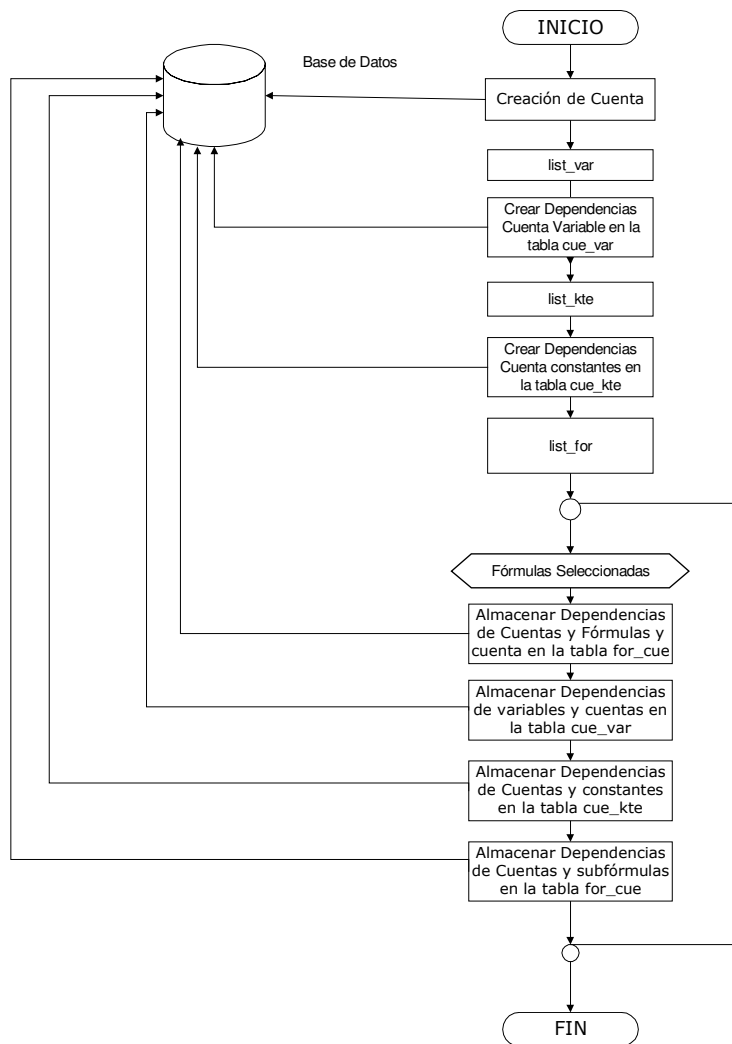 INICIO
Base de Datos
Creación de Cuenta
list_var
Crear Dependencias
Cuenta Variable en la
tabla cue_var
list_kte
Crear Dependencias
Cuenta constantes en
la tabla cue_kte
list_for
Fórmulas Seleccionadas
Almacenar Dependencias
de Cuentas y Fórmulas y
cuenta en la tabla for_cue
Almacenar Dependencias
de variables y cuentas en
la tabla cue_var
Almacenar Dependencias
de Cuentas y constantes
en la tabla cue_kte
Almacenar Dependencias
de Cuentas y subfórmulas
en la tabla for_cue
FIN